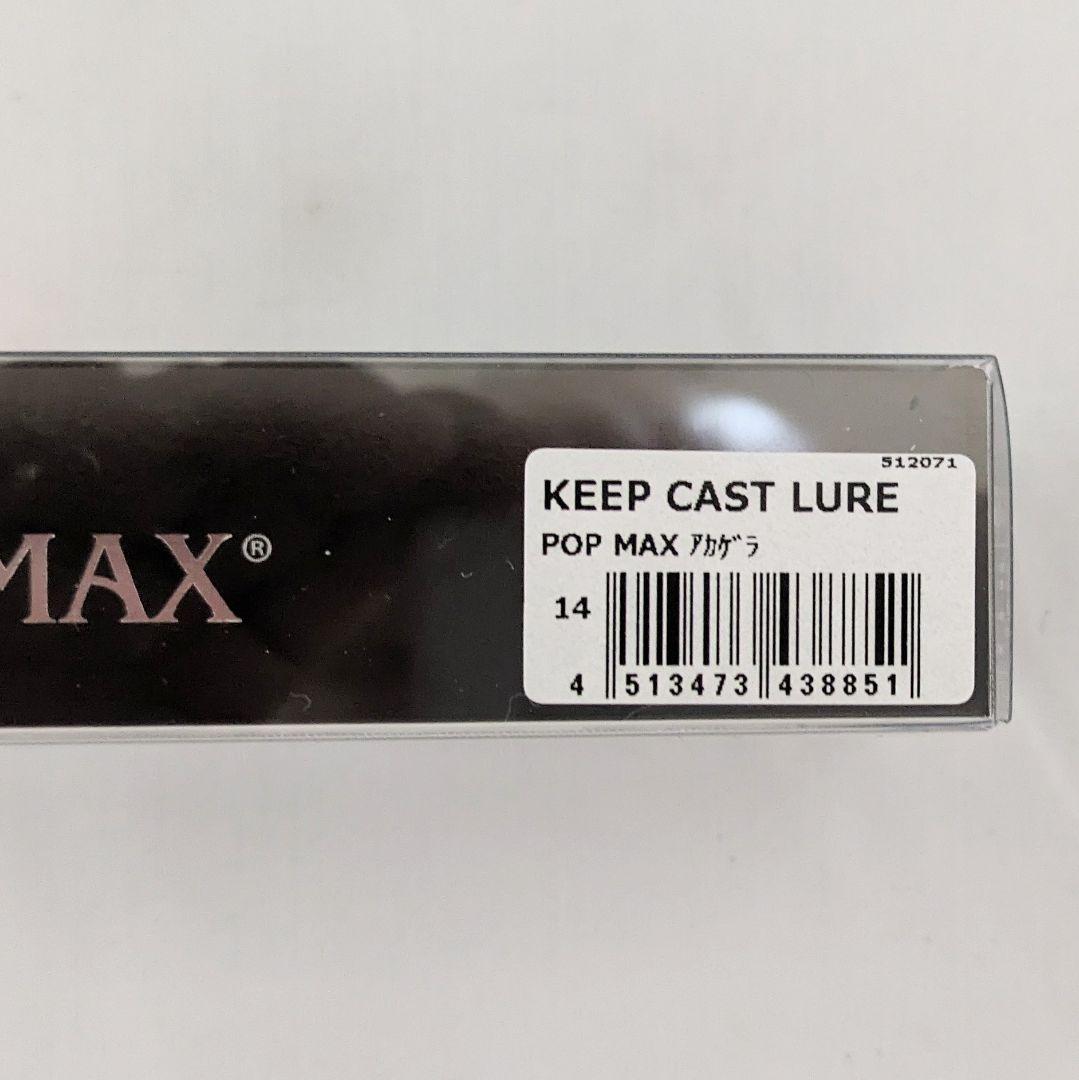 MAX®
512071
KEEP CAST LURE
POP MAX ｱｶｹﾞﾗ
14
4 513473 438851